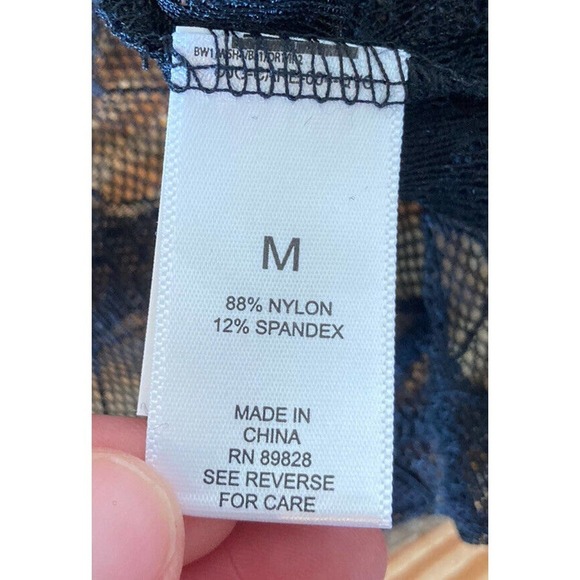 M
88% NYLON
12% SPANDEX
MADE IN
CHINA
RN 89828
SEE REVERSE
FOR CARE